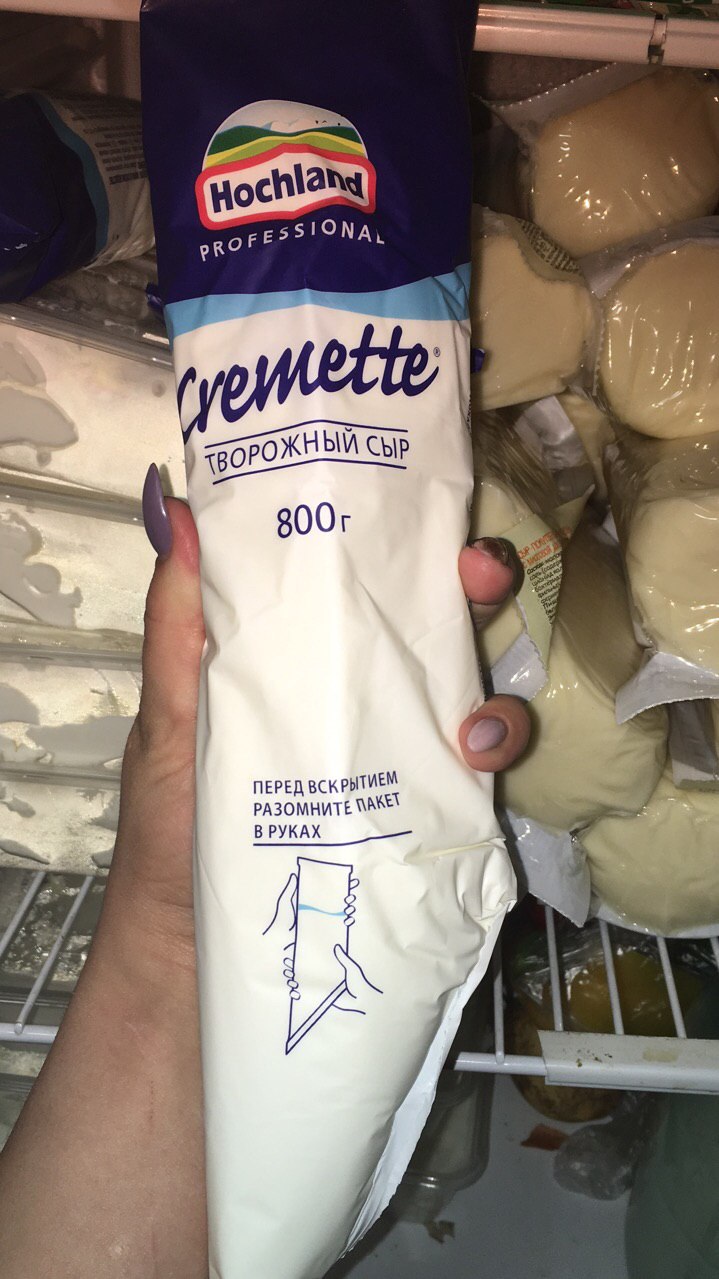 Hochland
PROFESSIONAL
Cremette®
ТВОРОЖНЫЙ СЫР
800г
ПЕРЕД ВСКРЫТИЕМ
РАЗОМНИТЕ ПАКЕТ
В РУКАХ